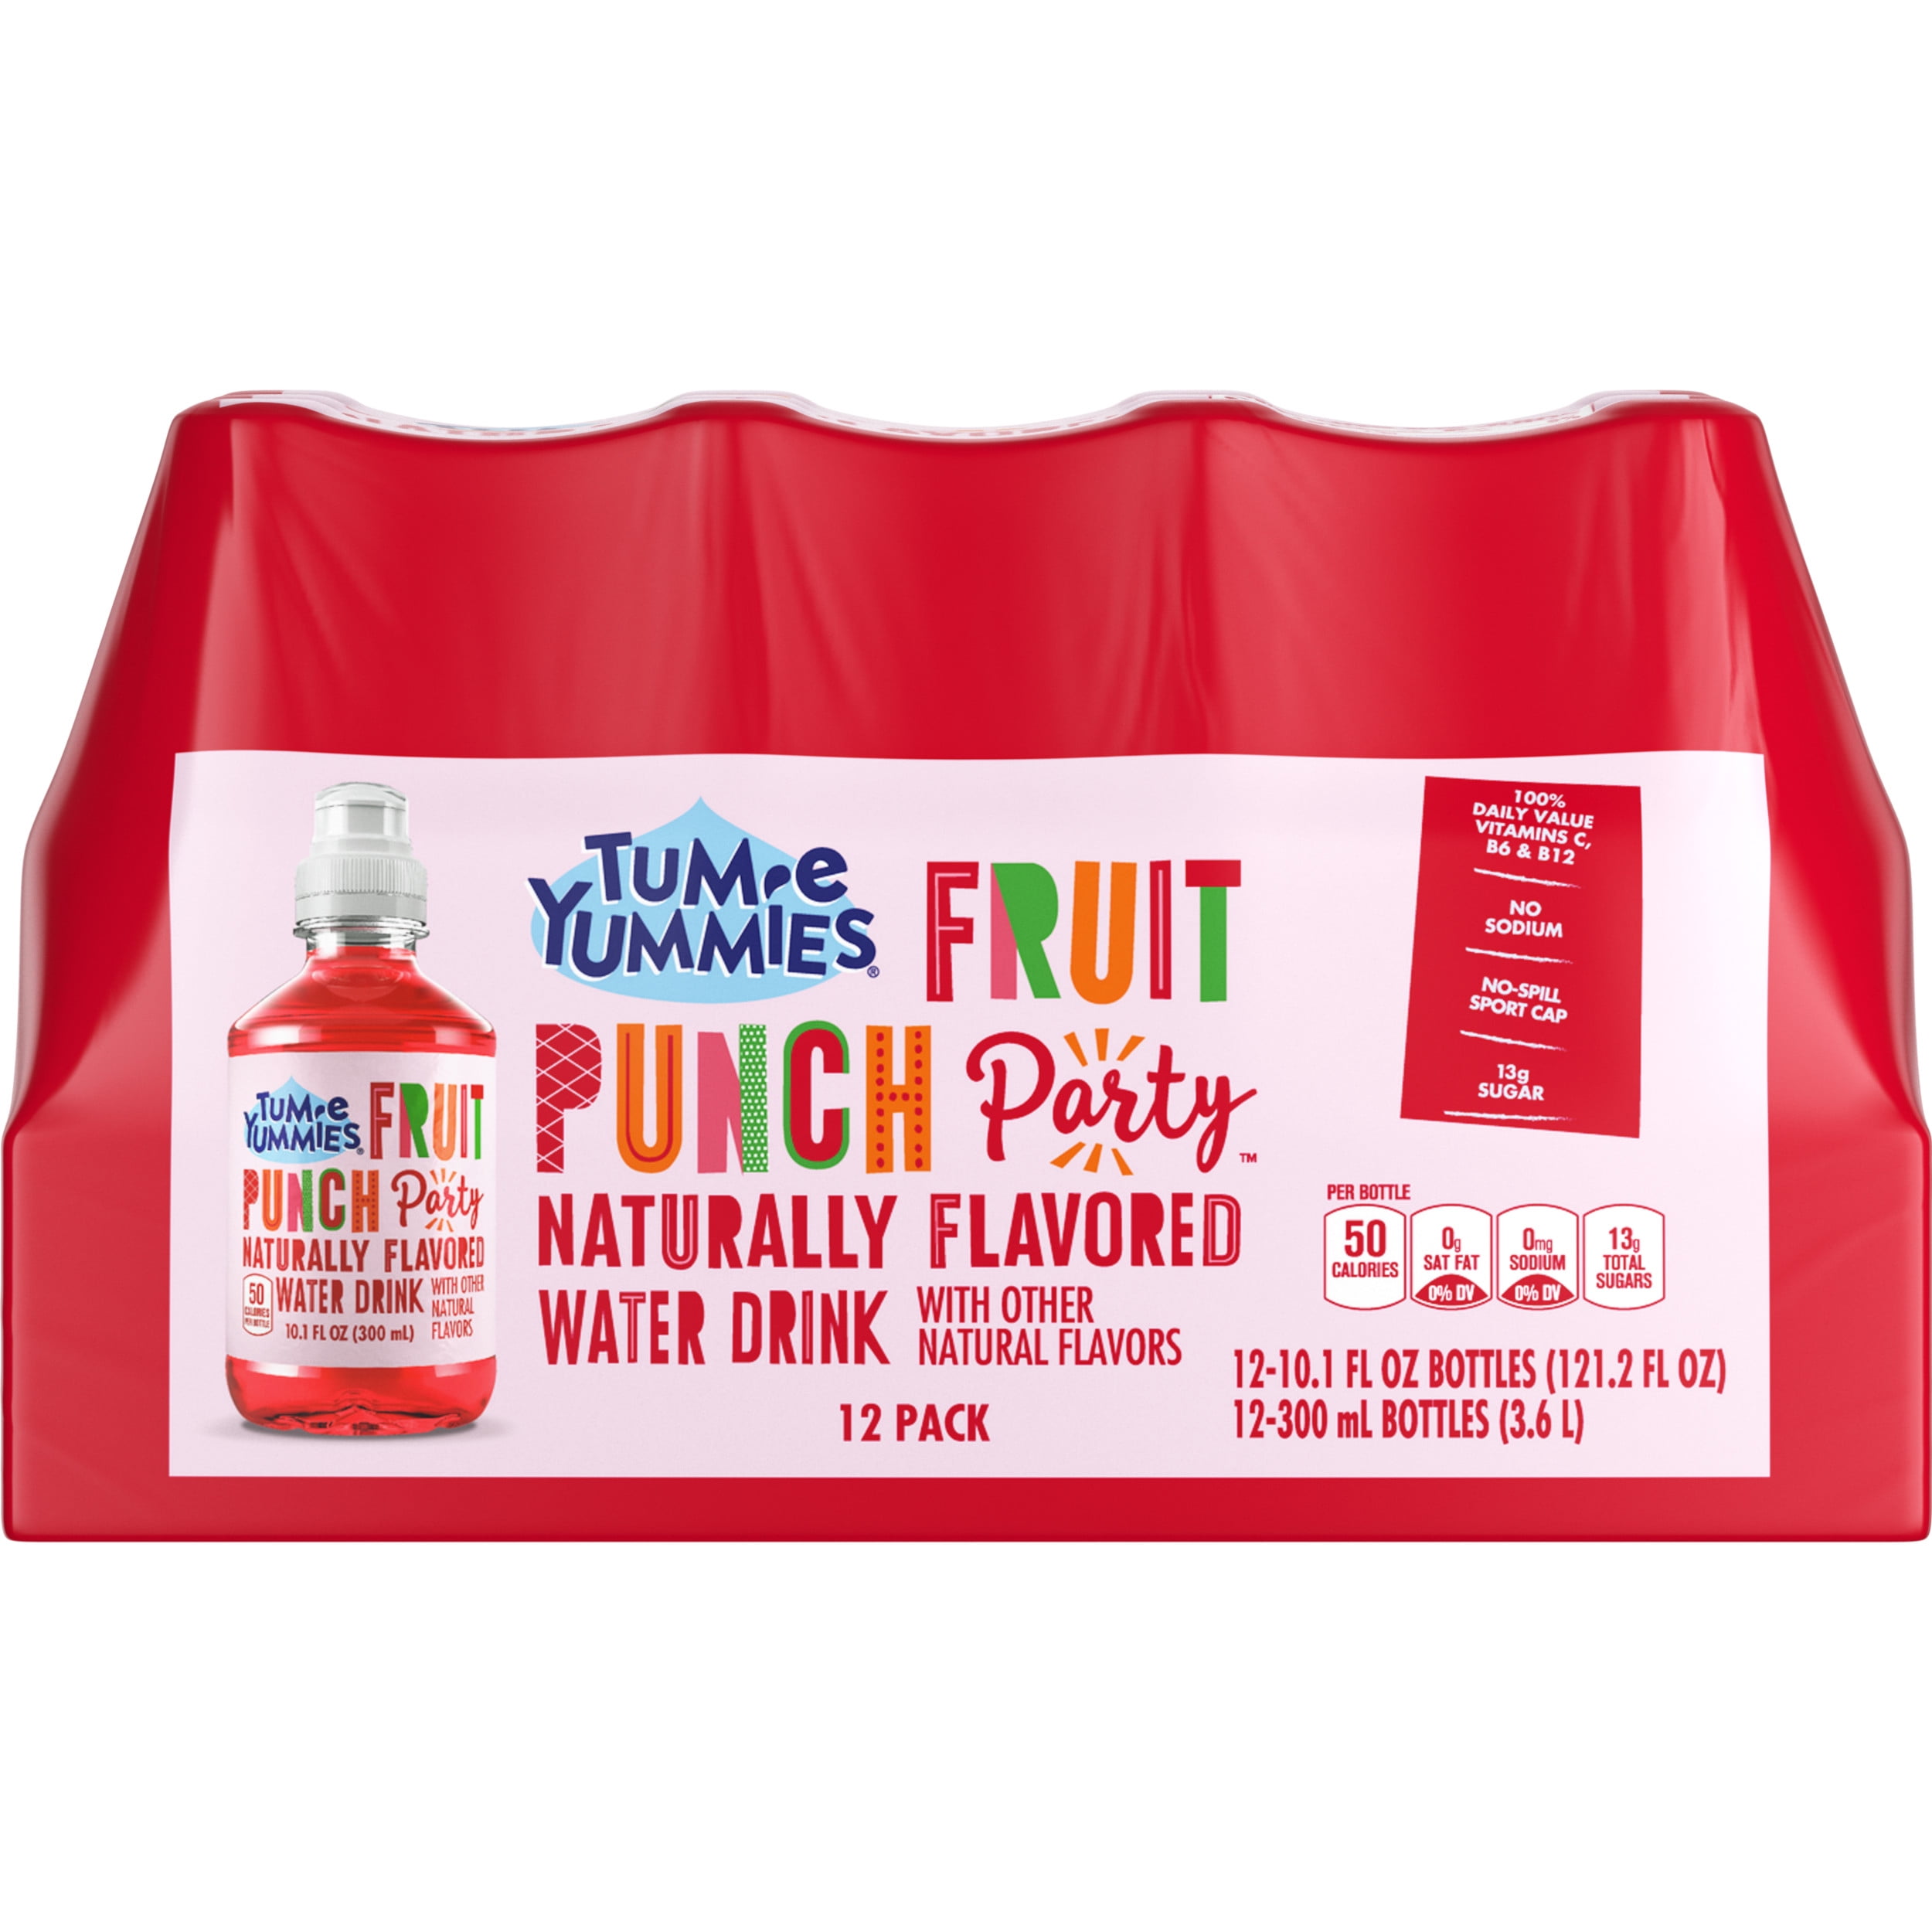 TUM-e
YUMMIES®
FRUIT
PUNCH Party™
NATURALLY FLAVORED
WATER DRINK
WITH OTHER
NATURAL FLAVORS
12 PACK
100%
DAILY VALUE
VITAMINS C,
B6 & B12
NO
SODIUM
NO-SPILL
SPORT CAP
13g
SUGAR
PER BOTTLE
50
CALORIES
0g
SAT FAT
0% DV
0mg
SODIUM
0% DV
13g
TOTAL
SUGARS
12-10.1 FL OZ BOTTLES (121.2 FL OZ)
12-300 mL BOTTLES (3.6 L)
TUM-e
YUMMIES®
FRUIT
PUNCH Party
NATURALLY FLAVORED
50
CALORIES
PER BOTTLE
WATER DRINK
WITH OTHER
NATURAL
FLAVORS
10.1 FL OZ (300 mL)